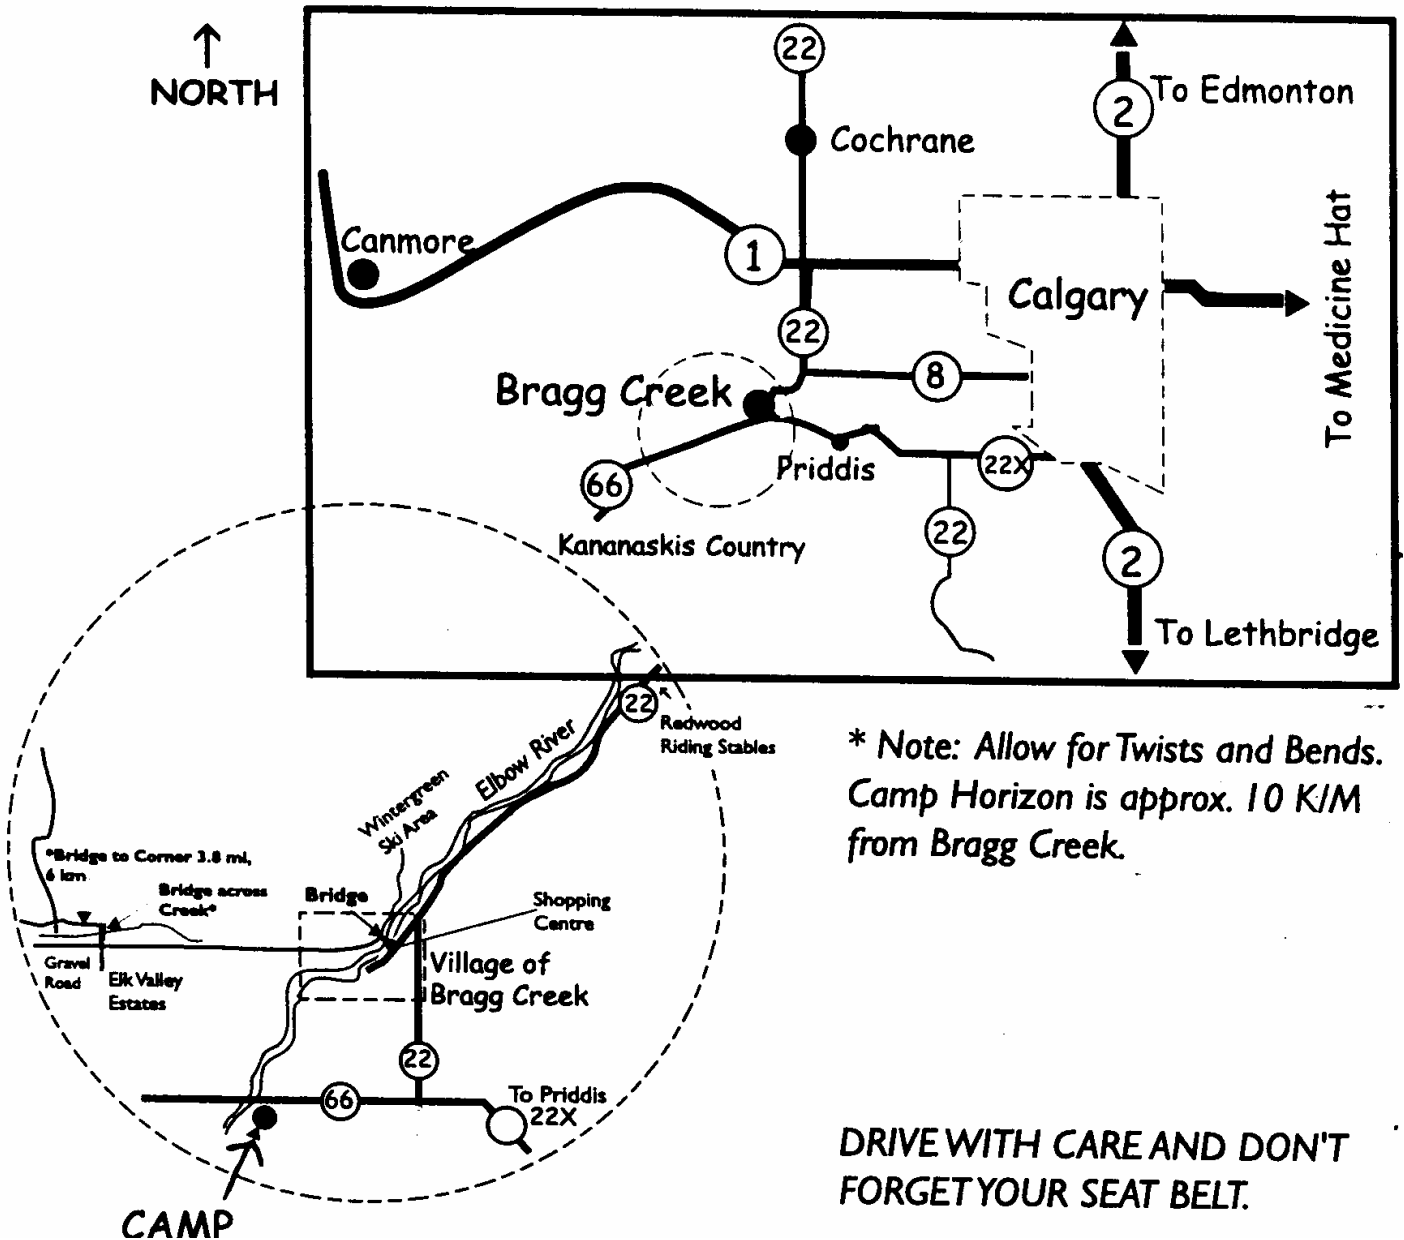 NORTH
22
Cochrane
2
To Edmonton
To Medicine Hat
Canmore
1
Calgary
22
8
Bragg Creek
Priddis
22X
66
22
Kananaskis Country
2
To Lethbridge
22
Redwood
Riding Stables
Elbow River
Wintergreen
Ski Area
*Bridge to Corner 3.8 mi,
6 km
Bridge across
Creek*
Bridge
Shopping
Centre
Gravel
Road
Elk Valley
Estates
Village of
Bragg Creek
22
66
To Priddis
22X
CAMP
* Note: Allow for Twists and Bends.
Camp Horizon is approx. 10 K/M
from Bragg Creek.
DRIVE WITH CARE AND DON'T
FORGET YOUR SEAT BELT.